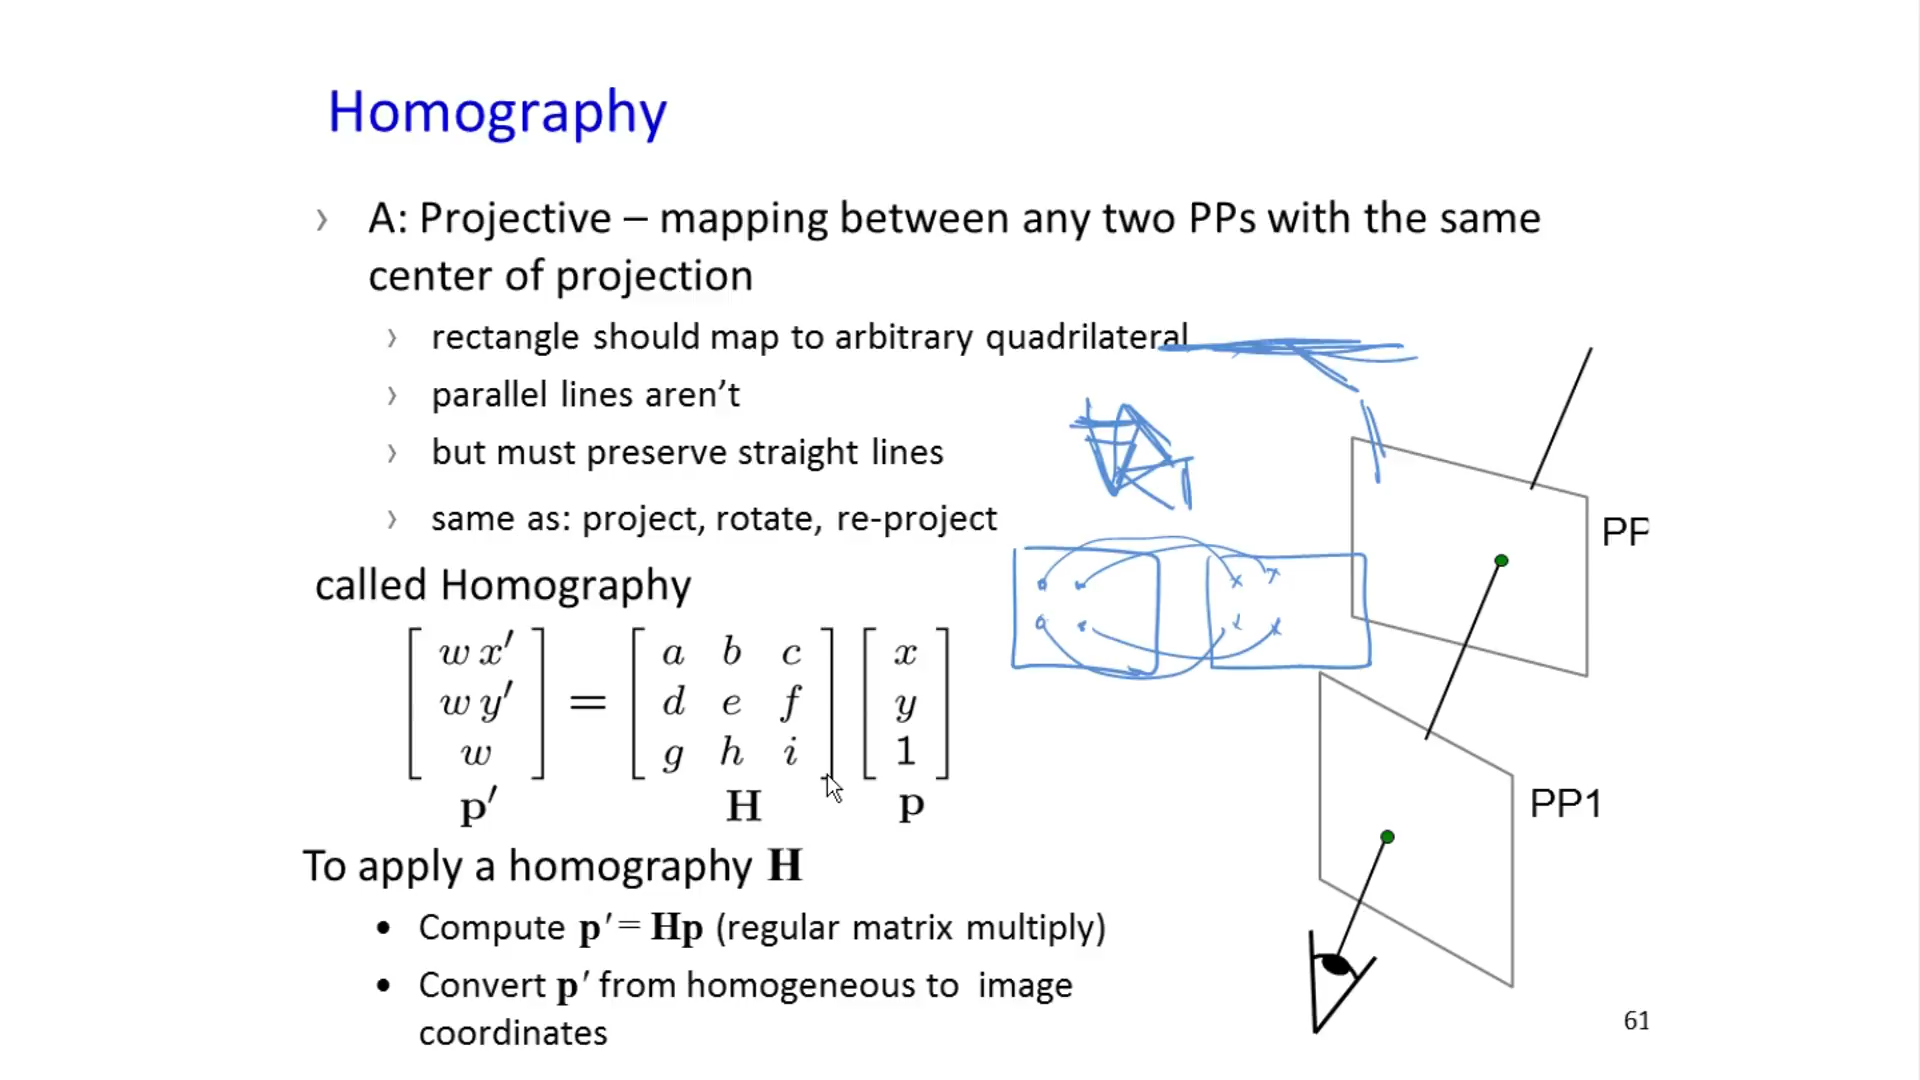 Homography
› A: Projective – mapping between any two PPs with the same
center of projection
› rectangle should map to arbitrary quadrilateral
› parallel lines aren’t
› but must preserve straight lines
› same as: project, rotate, re-project
called Homography
[ wx′ ] = [ a b c ] [ x ]
[ wy′ ] [ d e f ] [ y ]
[ w ] [ g h i ] [ 1 ]
p′ H p
To apply a homography H
• Compute p′ = Hp (regular matrix multiply)
• Convert p′ from homogeneous to image
coordinates
PP
PP1
61